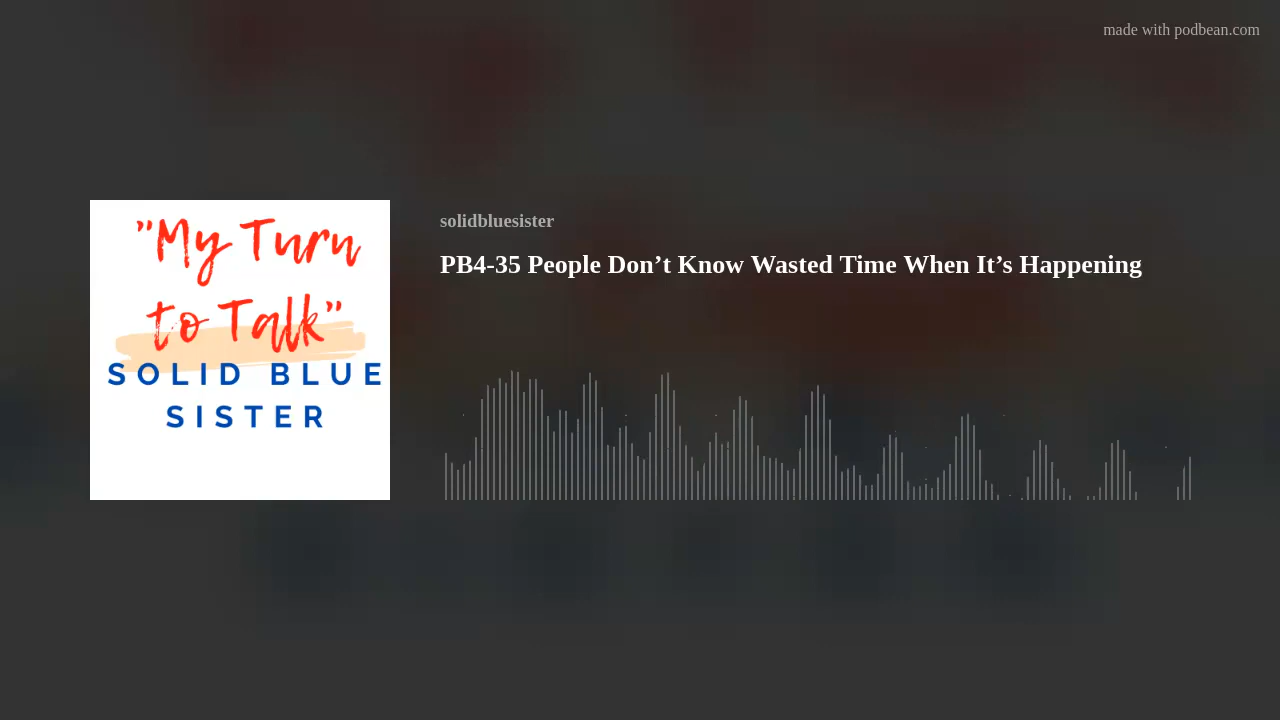 made with podbean.com
"My Turn
to Talk"
SOLID BLUE
SISTER
solidbluesister
PB4-35 People Don’t Know Wasted Time When It’s Happening